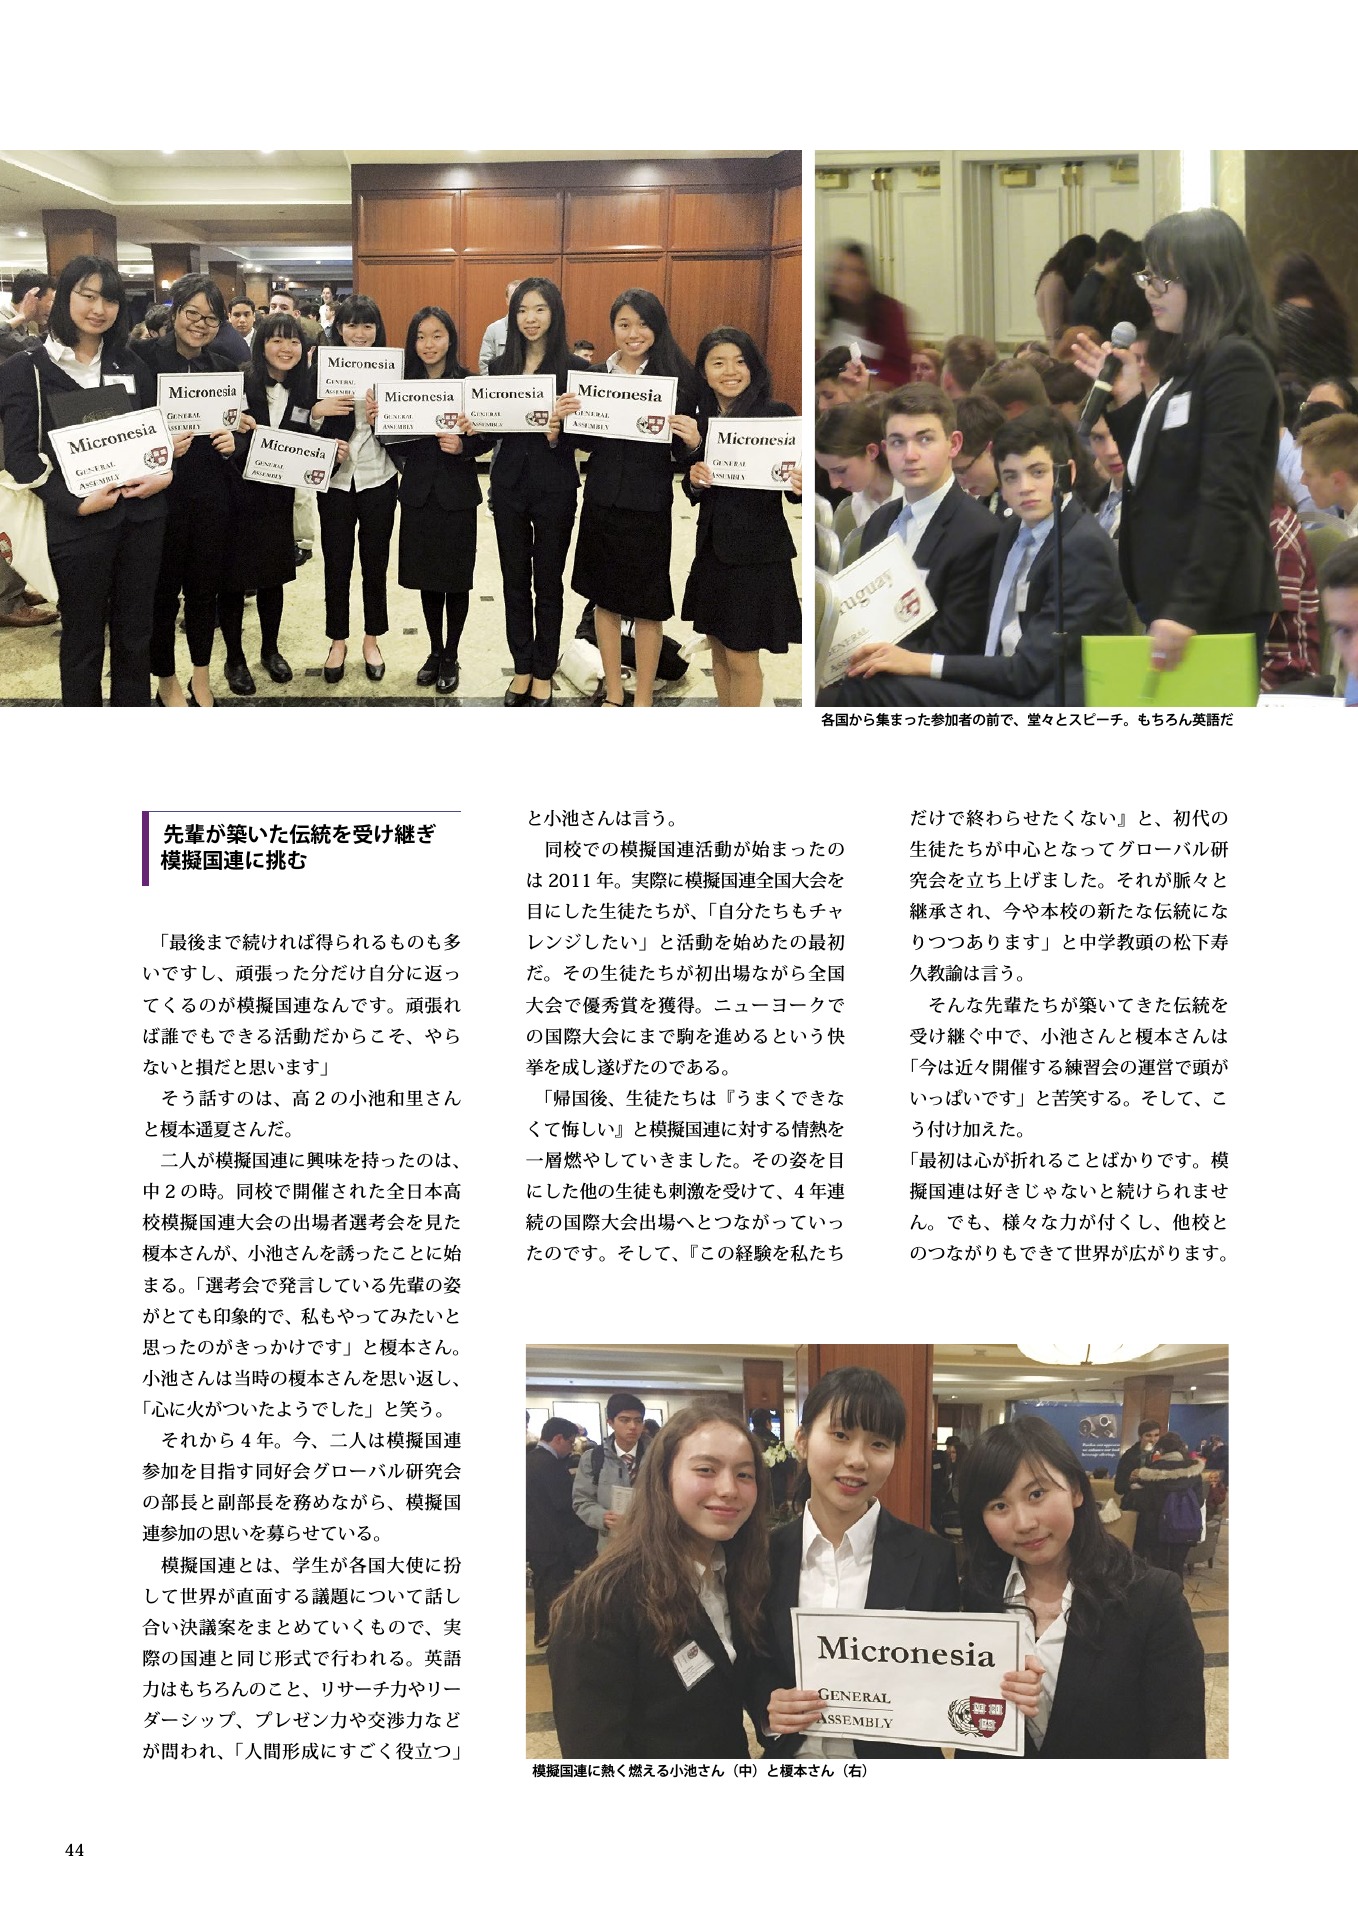 Micronesia
GENERAL
ASSEMBLY
Micronesia
GENERAL
ASSEMBLY
Micronesia
GENERAL
ASSEMBLY
Micronesia
GENERAL
ASSEMBLY
Micronesia
GENERAL
ASSEMBLY
Micronesia
GENERAL
ASSEMBLY
Micronesia
GENERAL
ASSEMBLY
Micronesia
GENERAL
ASSEMBLY
ruguay
GENERAL
各国から集まった参加者の前で、堂々とスピーチ。もちろん英語だ
先輩が築いた伝統を受け継ぎ
模擬国連に挑む
「最後まで続ければ得られるものも多
いですし、頑張った分だけ自分に返っ
てくるのが模擬国連なんです。頑張れ
ば誰でもできる活動だからこそ、やら
ないと損だと思います」
そう話すのは、高２の小池和里さん
と榎本遥夏さんだ。
二人が模擬国連に興味を持ったのは、
中２の時。同校で開催された全日本高
校模擬国連大会の出場者選考会を見た
榎本さんが、小池さんを誘ったことに始
まる。「選考会で発言している先輩の姿
がとても印象的で、私もやってみたいと
思ったのがきっかけです」と榎本さん。
小池さんは当時の榎本さんを思い返し、
「心に火がついたようでした」と笑う。
それから４年。今、二人は模擬国連
参加を目指す同好会グローバル研究会
の部長と副部長を務めながら、模擬国
連参加の思いを募らせている。
模擬国連とは、学生が各国大使に扮
して世界が直面する議題について話し
合い決議案をまとめていくもので、実
際の国連と同じ形式で行われる。英語
力はもちろんのこと、リサーチ力やリー
ダーシップ、プレゼン力や交渉力など
が問われ、「人間形成にすごく役立つ」
と小池さんは言う。
同校での模擬国連活動が始まったの
は 2011 年。実際に模擬国連全国大会を
目にした生徒たちが、「自分たちもチャ
レンジしたい」と活動を始めたの最初
だ。その生徒たちが初出場ながら全国
大会で優秀賞を獲得。ニューヨークで
の国際大会にまで駒を進めるという快
挙を成し遂げたのである。
「帰国後、生徒たちは『うまくできな
くて悔しい』と模擬国連に対する情熱を
一層燃やしていきました。その姿を目
にした他の生徒も刺激を受けて、４年連
続の国際大会出場へとつながっていっ
たのです。そして、『この経験を私たち
だけで終わらせたくない』と、初代の
生徒たちが中心となってグローバル研
究会を立ち上げました。それが脈々と
継承され、今や本校の新たな伝統にな
りつつあります」と中学教頭の松下寿
久教諭は言う。
そんな先輩たちが築いてきた伝統を
受け継ぐ中で、小池さんと榎本さんは
「今は近々開催する練習会の運営で頭が
いっぱいです」と苦笑する。そして、こ
う付け加えた。
「最初は心が折れることばかりです。模
擬国連は好きじゃないと続けられませ
ん。でも、様々な力が付くし、他校と
のつながりもできて世界が広がります。
Micronesia
GENERAL
ASSEMBLY
模擬国連に熱く燃える小池さん（中）と榎本さん（右）
44